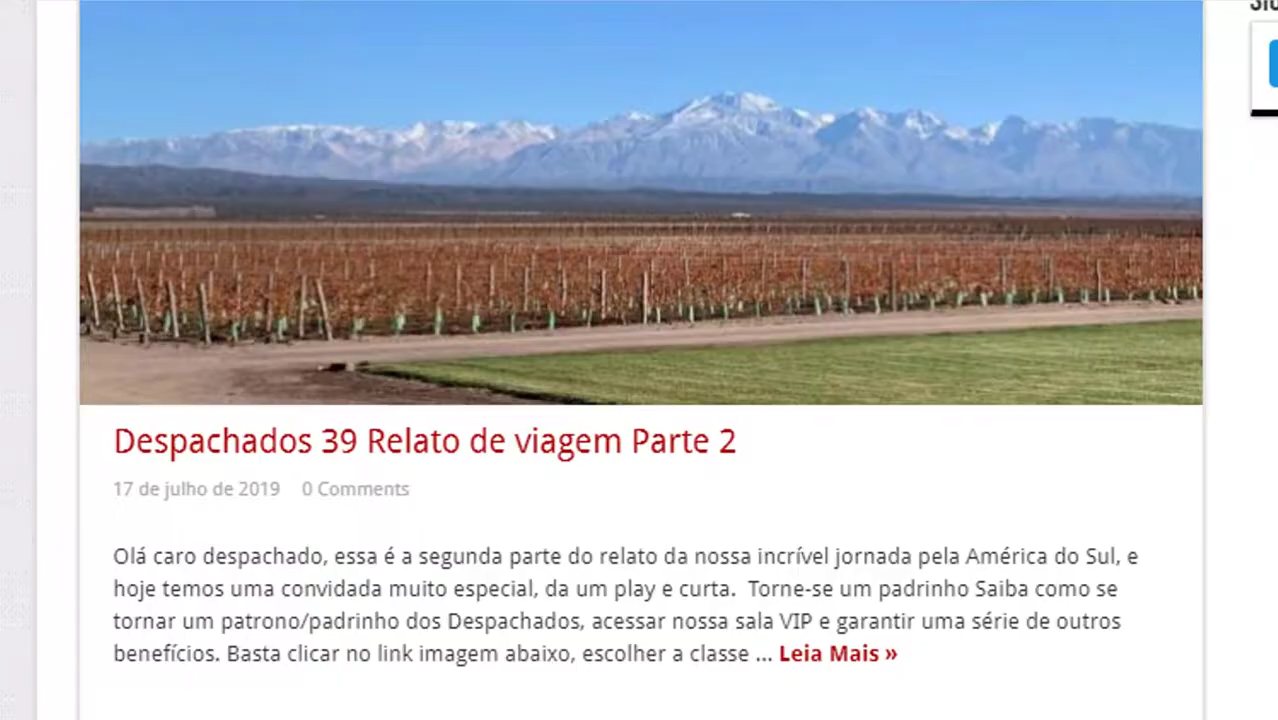 Despachados 39 Relato de viagem Parte 2
17 de julho de 2019 0 Comments
Olá caro despachado, essa é a segunda parte do relato da nossa incrível jornada pela América do Sul, e
hoje temos uma convidada muito especial, da um play e curta. Torne-se um padrinho Saiba como se
tornar um patrono/padrinho dos Despachados, acessar nossa sala VIP e garantir uma série de outros
benefícios. Basta clicar no link imagem abaixo, escolher a classe ... Leia Mais »